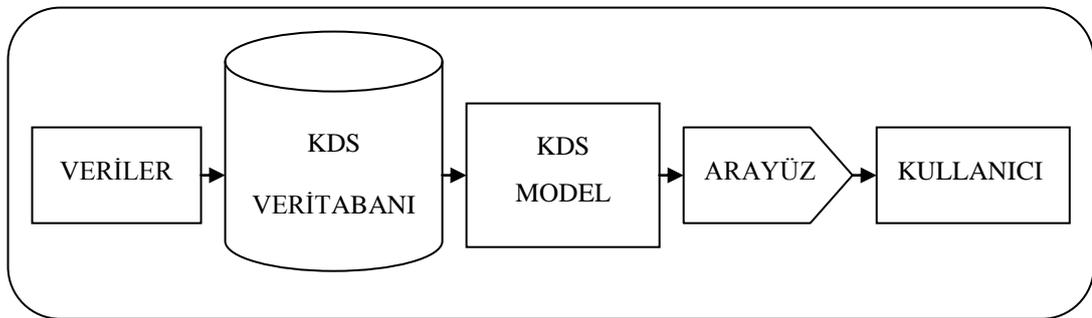 VERİLER
KDS
VERİTABANI
KDS
MODEL
ARAYÜZ
KULLANICI